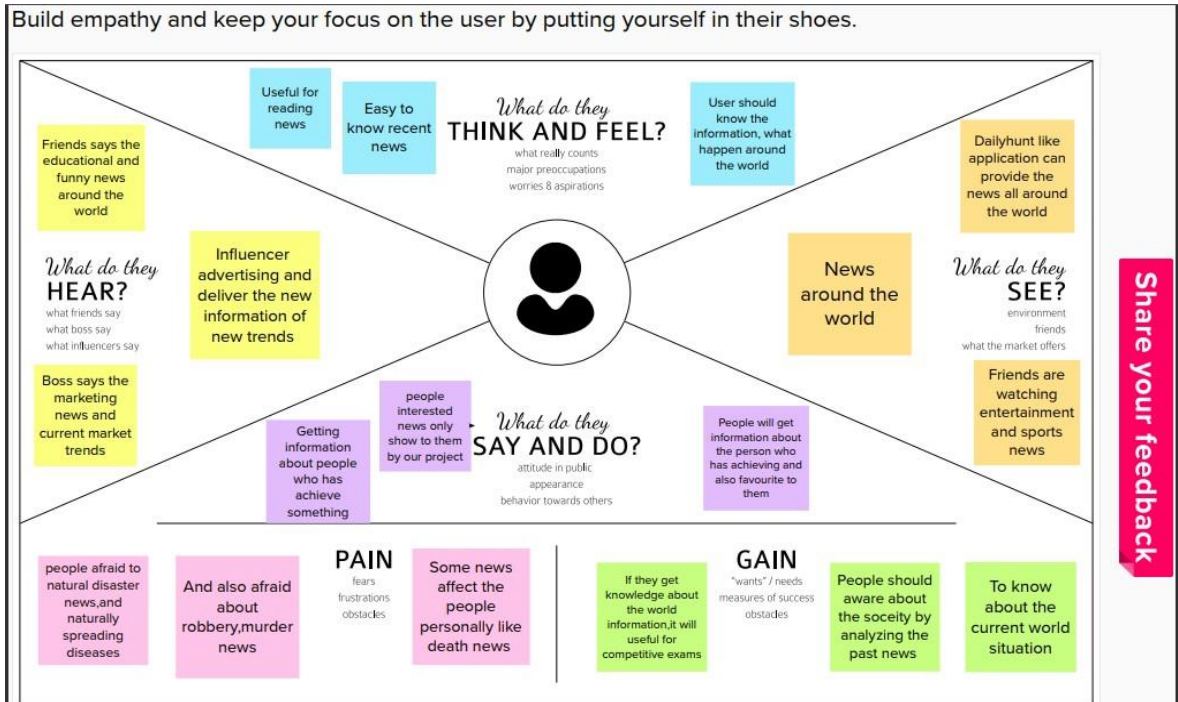 Build empathy and keep your focus on the user by putting yourself in their shoes.
Useful for
reading
news
Easy to
know recent
news
What do they
THINK AND FEEL?
what really counts
major preoccupations
worries & aspirations
User should
know the
information, what
happen around
the world
Friends says the
educational and
funny news
around the
world
What do they
HEAR?
what friends say
what boss say
what influencers say
Influencer
advertising and
deliver the new
information of
new trends
Boss says the
marketing
news and
current market
trends
News
around the
world
Dailyhunt like
application can
provide the
news all around
the world
What do they
SEE?
environment
friends
what the market offers
Friends are
watching
entertainment
and sports
news
Getting
information
about people
who has
achieve
something
people
interested
news only
show to them
by our project
What do they
SAY AND DO?
attitude in public
appearance
behavior towards others
People will get
information about
the person who
has achieving and
also favourite to
them
people afraid to
natural disaster
news,and
naturally
spreading
diseases
And also afraid
about
robbery,murder
news
PAIN
fears
frustrations
obstacles
Some news
affect the
people
personally like
death news
If they get
knowledge about
the world
information,it will
useful for
competitive exams
GAIN
"wants" / needs
measures of success
obstacles
People should
aware about
the soceity by
analyzing the
past news
To know
about the
current world
situation
Share your feedback